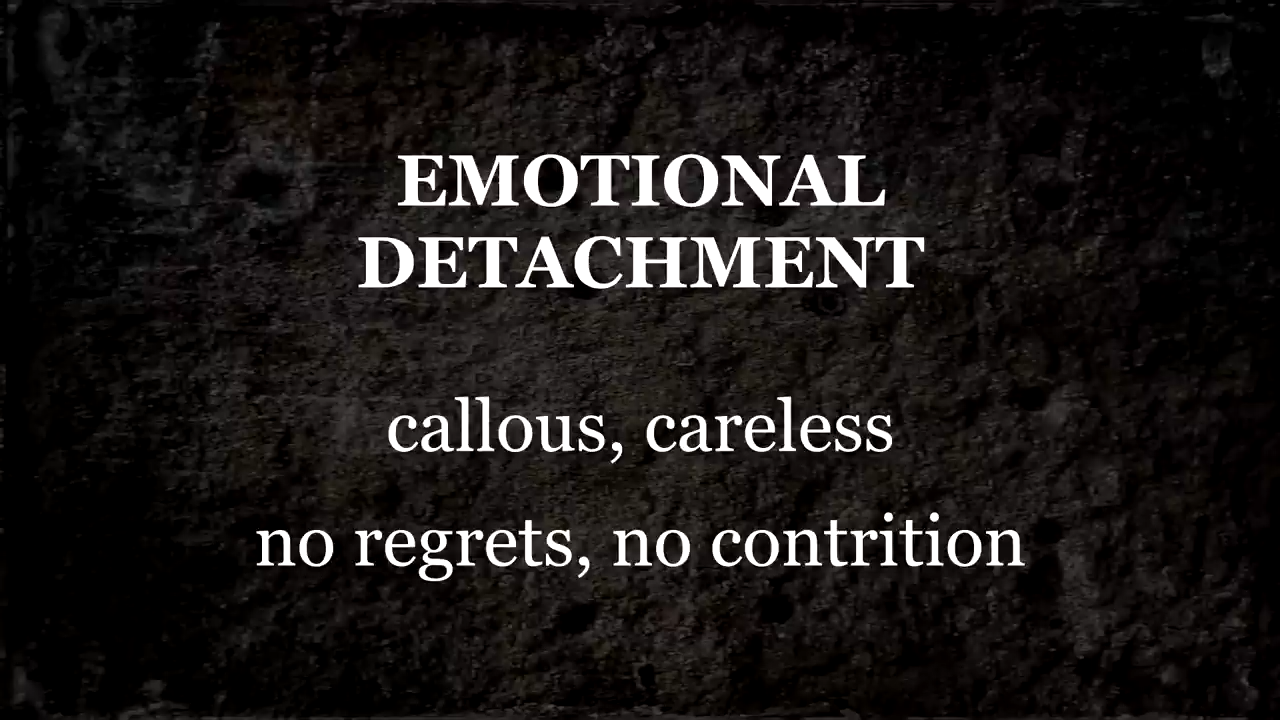 EMOTIONAL
DETACHMENT
callous, careless
no regrets, no contrition